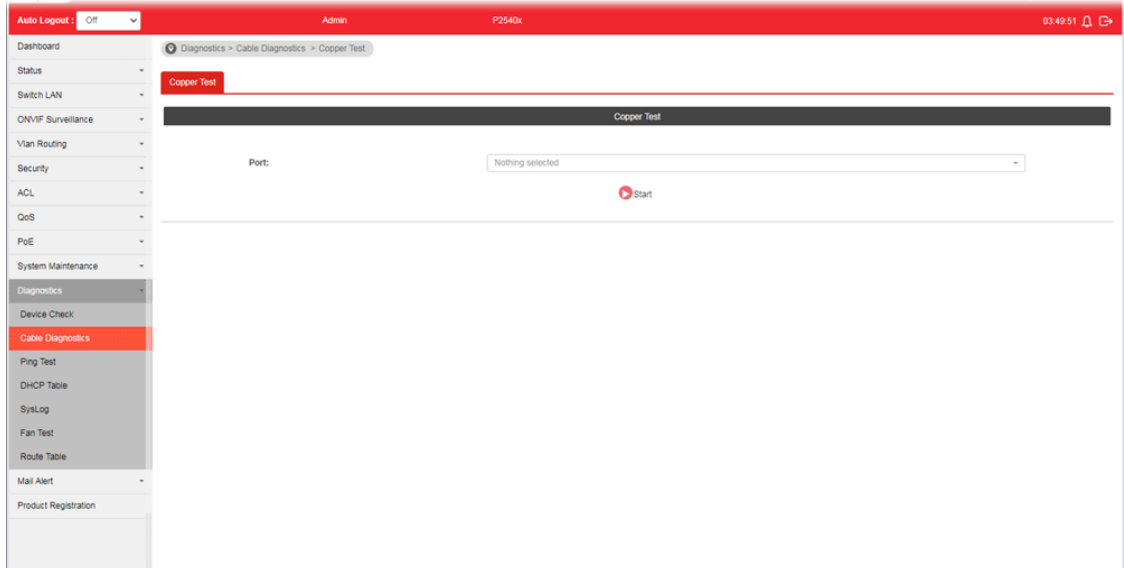 Auto Logout : Off Admin P2540x 03:49:51
Dashboard
Status
Switch LAN
ONVIF Surveillance
Vlan Routing
Security
ACL
QoS
PoE
System Maintenance
Diagnostics
Device Check
Cable Diagnostics
Ping Test
DHCP Table
SysLog
Fan Test
Route Table
Mail Alert
Product Registration
Diagnostics > Cable Diagnostics > Copper Test
Copper Test
Copper Test
Port: Nothing selected
Start